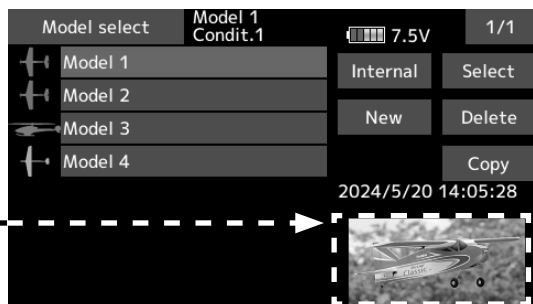 Model select
Model 1
Condit.1
7.5V
1/1
Model 1
Internal
Select
Model 2
New
Delete
Model 3
Model 4
Copy
2024/5/20 14:05:28
Classic